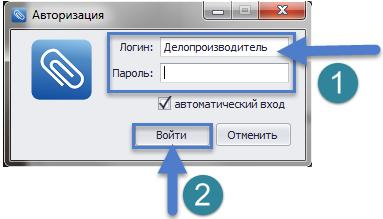 Авторизация
Логин: Делопроизводитель
Пароль:
1
автоматический вход
Войти Отменить
2